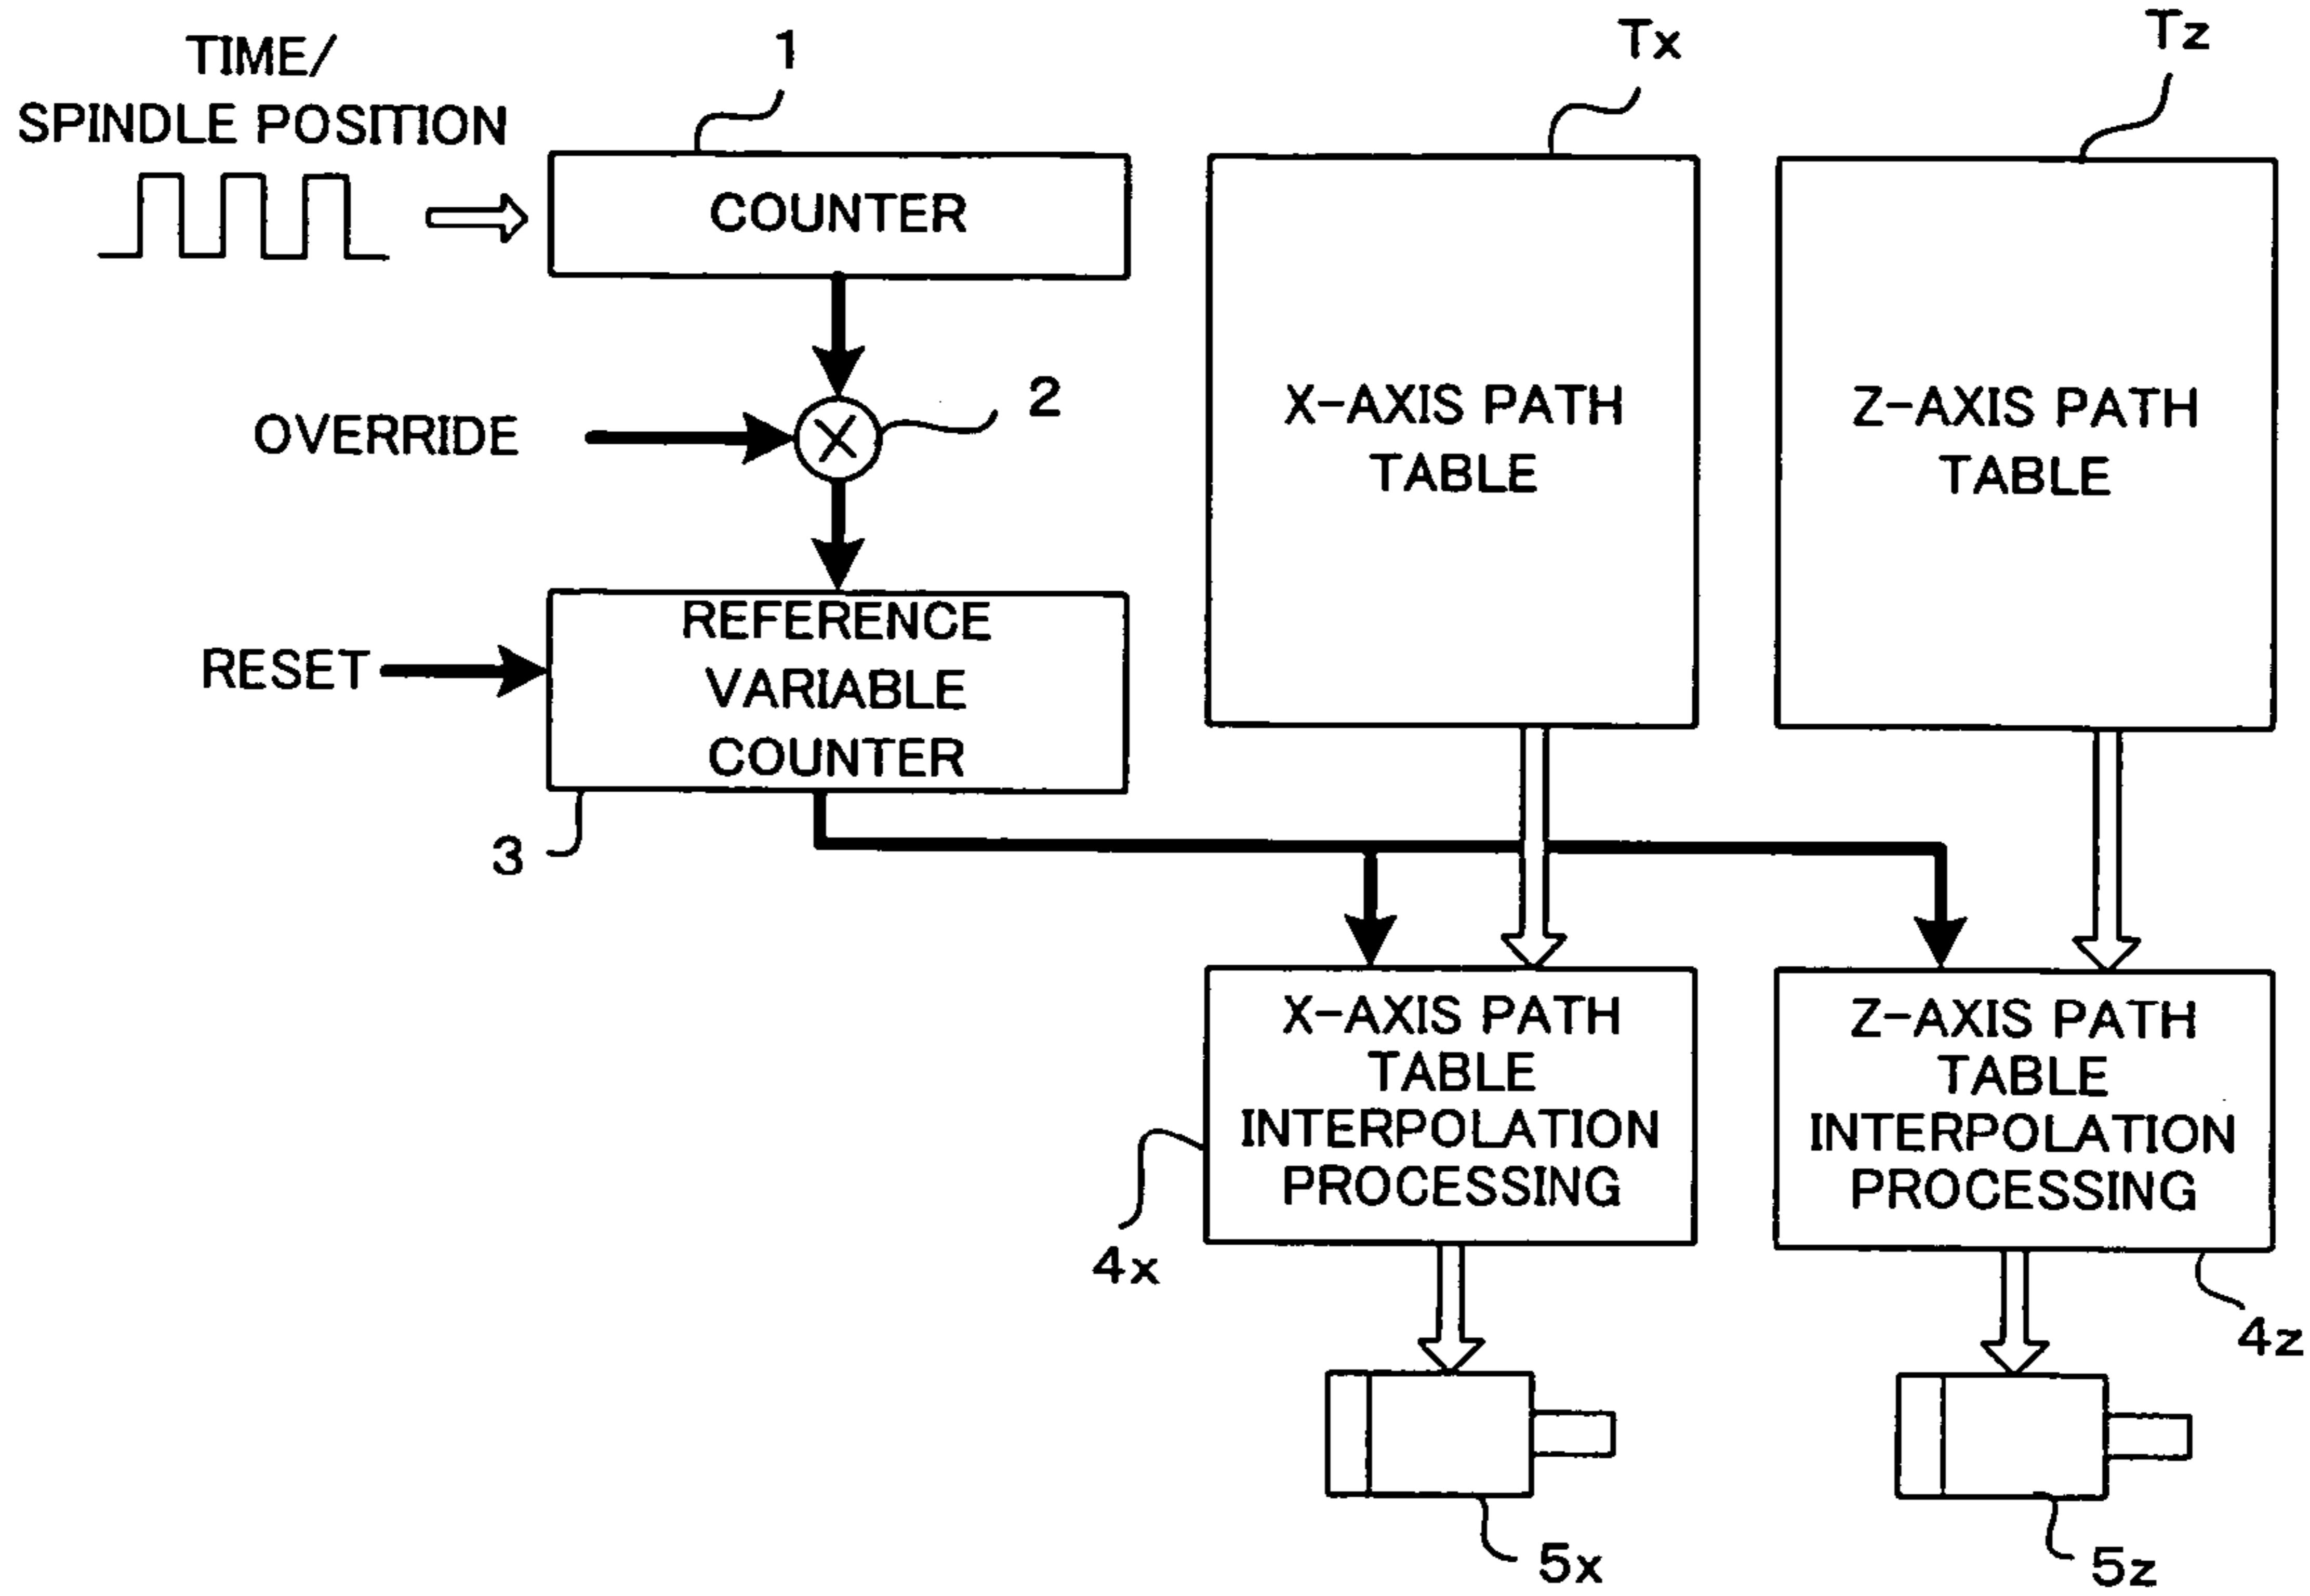 TIME/
SPINDLE POSITION
1
COUNTER
Tx
Tz
OVERRIDE
2
X-AXIS PATH
TABLE
Z-AXIS PATH
TABLE
RESET
REFERENCE
VARIABLE
COUNTER
3
X-AXIS PATH
TABLE
INTERPOLATION
PROCESSING
4x
Z-AXIS PATH
TABLE
INTERPOLATION
PROCESSING
4z
5x
5z